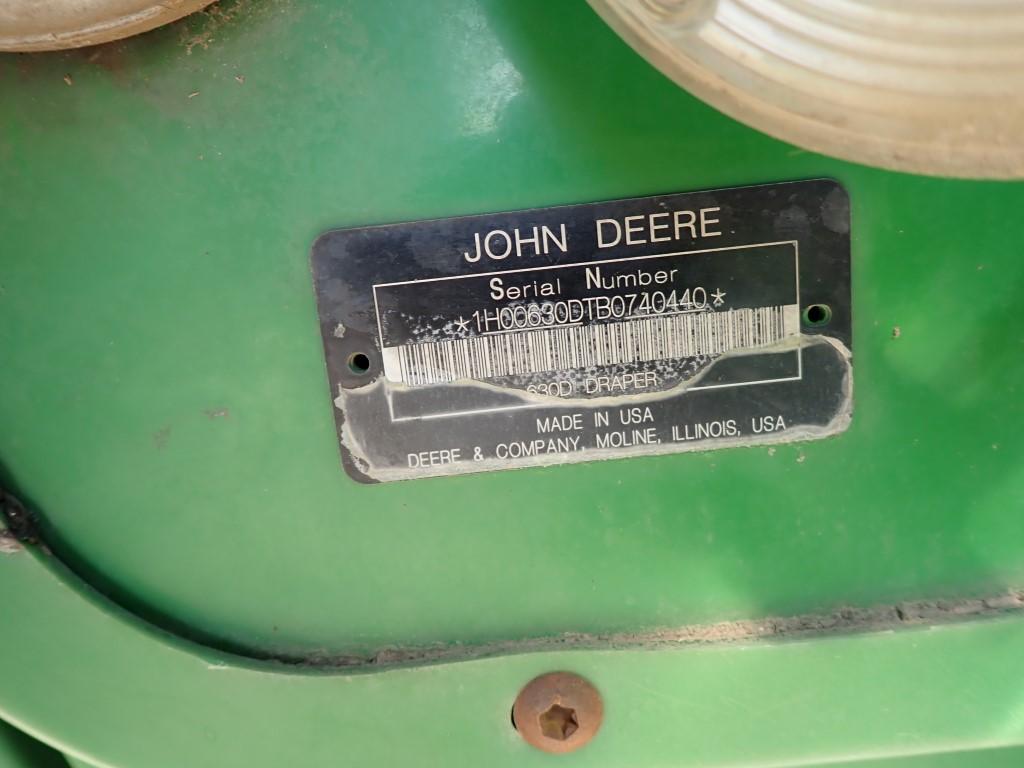 JOHN DEERE
Serial Number
*1H00630DTB0740440*
630D DRAPER
MADE IN USA
DEERE & COMPANY, MOLINE, ILLINOIS, USA